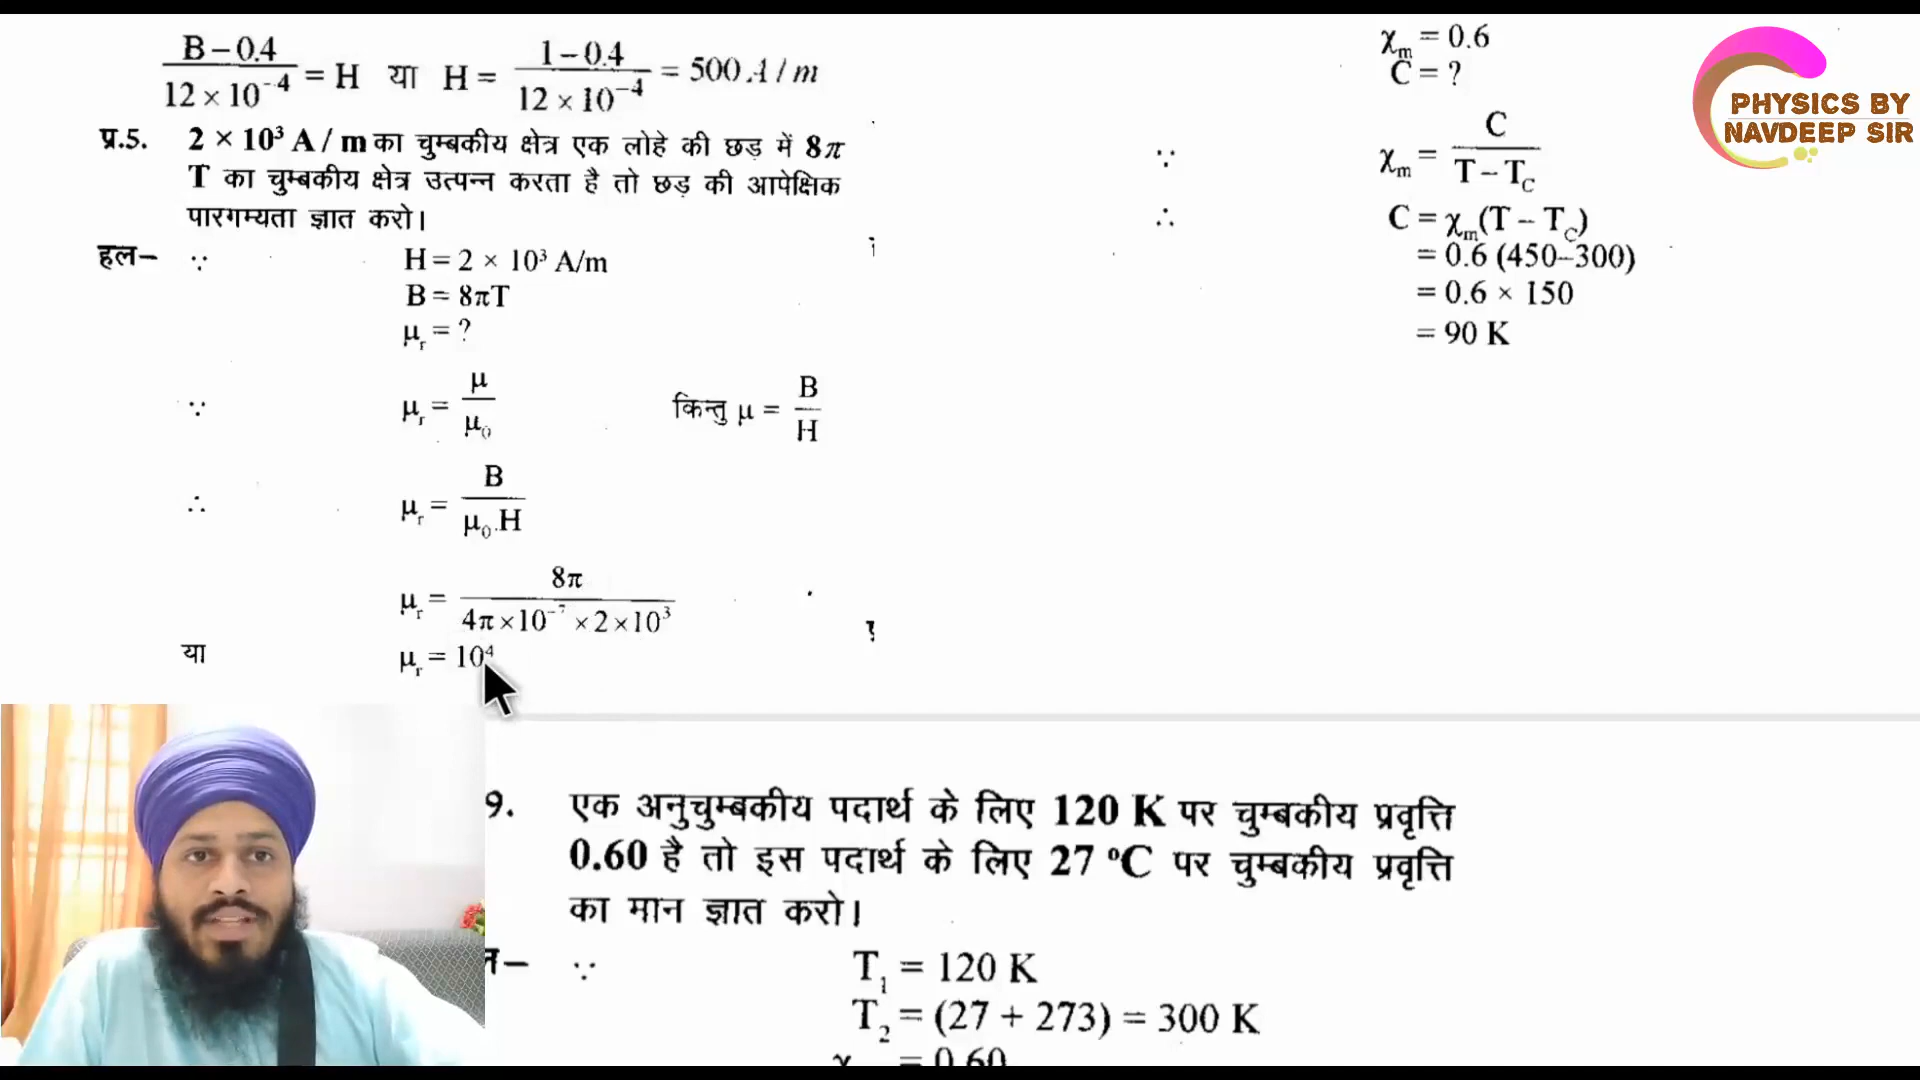 B – 0.4 / 12 × 10⁻⁴ = H या H = 1 – 0.4 / 12 × 10⁻⁴ = 500 A / m
प्र.5. 2 × 10³ A / m का चुम्बकीय क्षेत्र एक लोहे की छड़ में 8π
T का चुम्बकीय क्षेत्र उत्पन्न करता है तो छड़ की आपेक्षिक
पारगम्यता ज्ञात करो।
हल– ∵ H = 2 × 10³ A/m
B = 8πT
μᵣ = ?
∵ μᵣ = μ / μ₀ किन्तु μ = B / H
∴ μᵣ = B / μ₀.H
μᵣ = 8π / 4π×10⁻⁷ ×2×10³
या μᵣ = 10⁴
χₘ = 0.6
C = ?
∵ χₘ = C / T – T_C
∴ C = χₘ(T – T_C)
= 0.6 (450–300)
= 0.6 × 150
= 90 K
PHYSICS BY
NAVDEEP SIR
9. एक अनुचुम्बकीय पदार्थ के लिए 120 K पर चुम्बकीय प्रवृत्ति
0.60 है तो इस पदार्थ के लिए 27 °C पर चुम्बकीय प्रवृत्ति
का मान ज्ञात करो।
∵ T₁ = 120 K
T₂ = (27 + 273) = 300 K
= 0.60